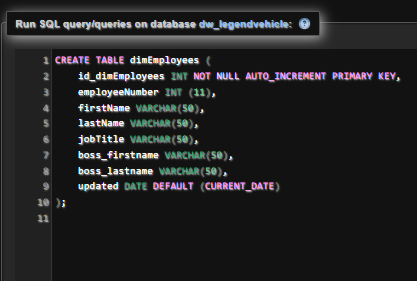 Run SQL query/queries on database dw_legendvehicle:
1 CREATE TABLE dimEmployees (
2 id_dimEmployees INT NOT NULL AUTO_INCREMENT PRIMARY KEY,
3 employeeNumber INT (11),
4 firstName VARCHAR(50),
5 lastName VARCHAR(50),
6 jobTitle VARCHAR(50),
7 boss_firstname VARCHAR(50),
8 boss_lastname VARCHAR(50),
9 updated DATE DEFAULT (CURRENT_DATE)
10 );
11